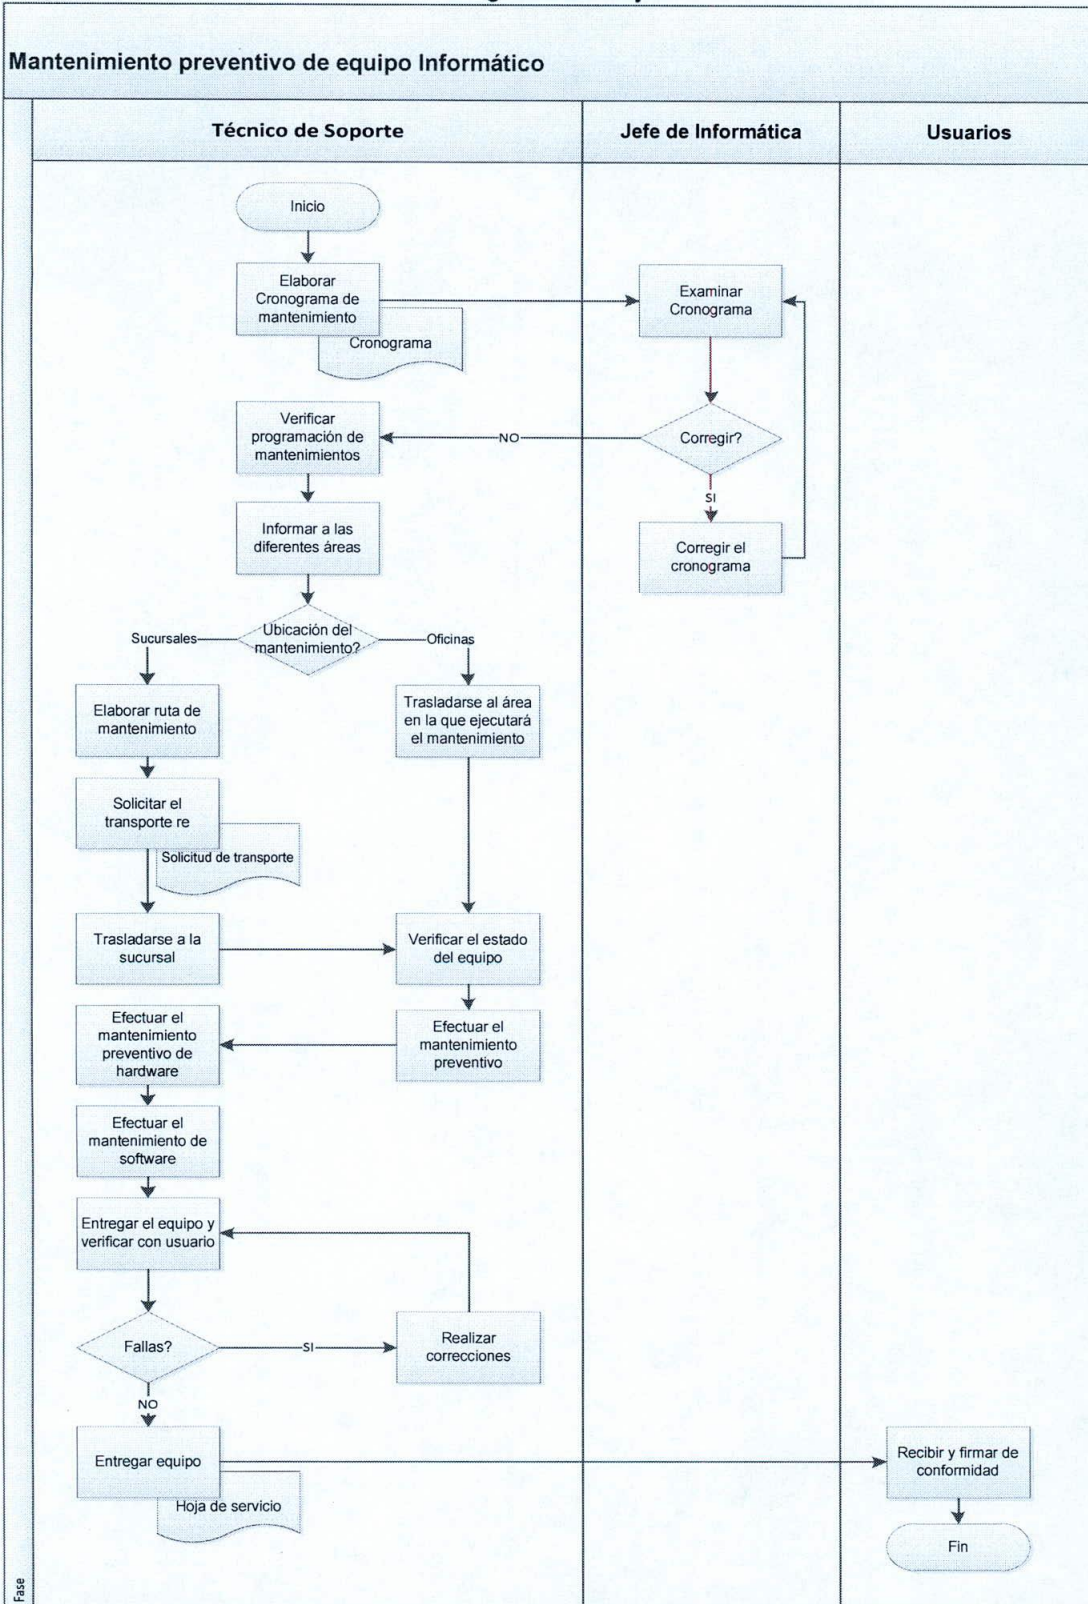 Mantenimiento preventivo de equipo Informático
Técnico de Soporte
Jefe de Informática
Usuarios
Inicio
Elaborar
Cronograma de
mantenimiento
Cronograma
Examinar
Cronograma
Verificar
programación de
mantenimientos
NO
Corregir?
SI
Informar a las
diferentes áreas
Corregir el
cronograma
Sucursales
Ubicación del
mantenimiento?
Oficinas
Elaborar ruta de
mantenimiento
Trasladarse al área
en la que ejecutará
el mantenimiento
Solicitar el
transporte re
Solicitud de transporte
Trasladarse a la
sucursal
Verificar el estado
del equipo
Efectuar el
mantenimiento
preventivo de
hardware
Efectuar el
mantenimiento
preventivo
Efectuar el
mantenimiento de
software
Entregar el equipo y
verificar con usuario
Fallas?
SI
Realizar
correcciones
NO
Entregar equipo
Hoja de servicio
Recibir y firmar de
conformidad
Fin
Fase